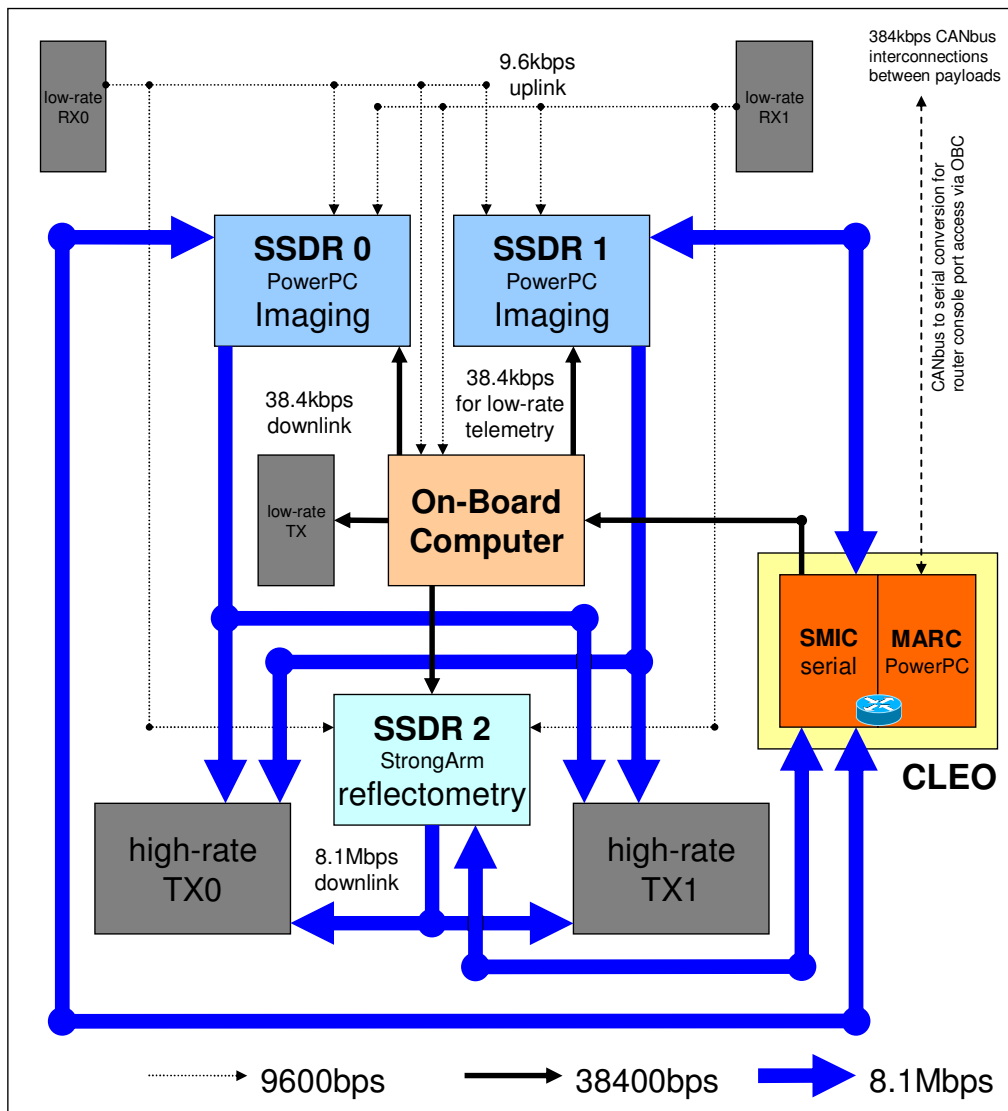 low-rate
RX0
9.6kbps
uplink
low-rate
RX1
384kbps CANbus
interconnections
between payloads
CANbus to serial conversion for
router console port access via OBC
SSDR 0
PowerPC
Imaging
SSDR 1
PowerPC
Imaging
38.4kbps
downlink
38.4kbps
for low-rate
telemetry
low-rate
TX
On-Board
Computer
SMIC
serial
MARC
PowerPC
CLEO
SSDR 2
StrongArm
reflectometry
high-rate
TX0
8.1Mbps
downlink
high-rate
TX1
9600bps
38400bps
8.1Mbps